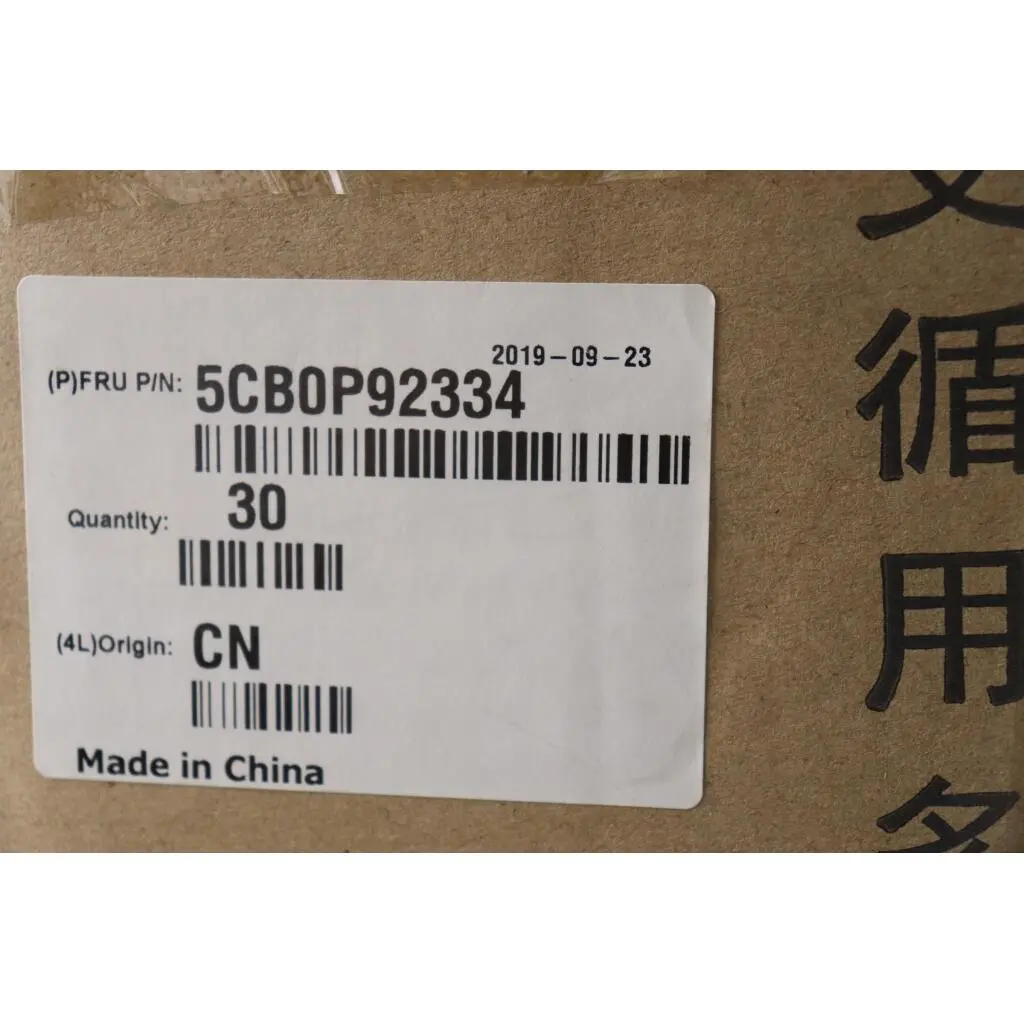 2019-09-23
(P)FRU P/N: 5CB0P92334
Quantity: 30
(4L)Origin: CN
Made in China
循
用